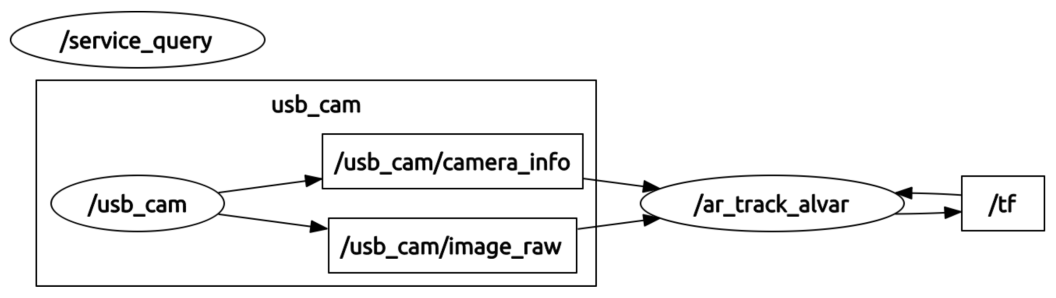 /service_query
usb_cam
/usb_cam/camera_info
/usb_cam
/ar_track_alvar
/tf
/usb_cam/image_raw